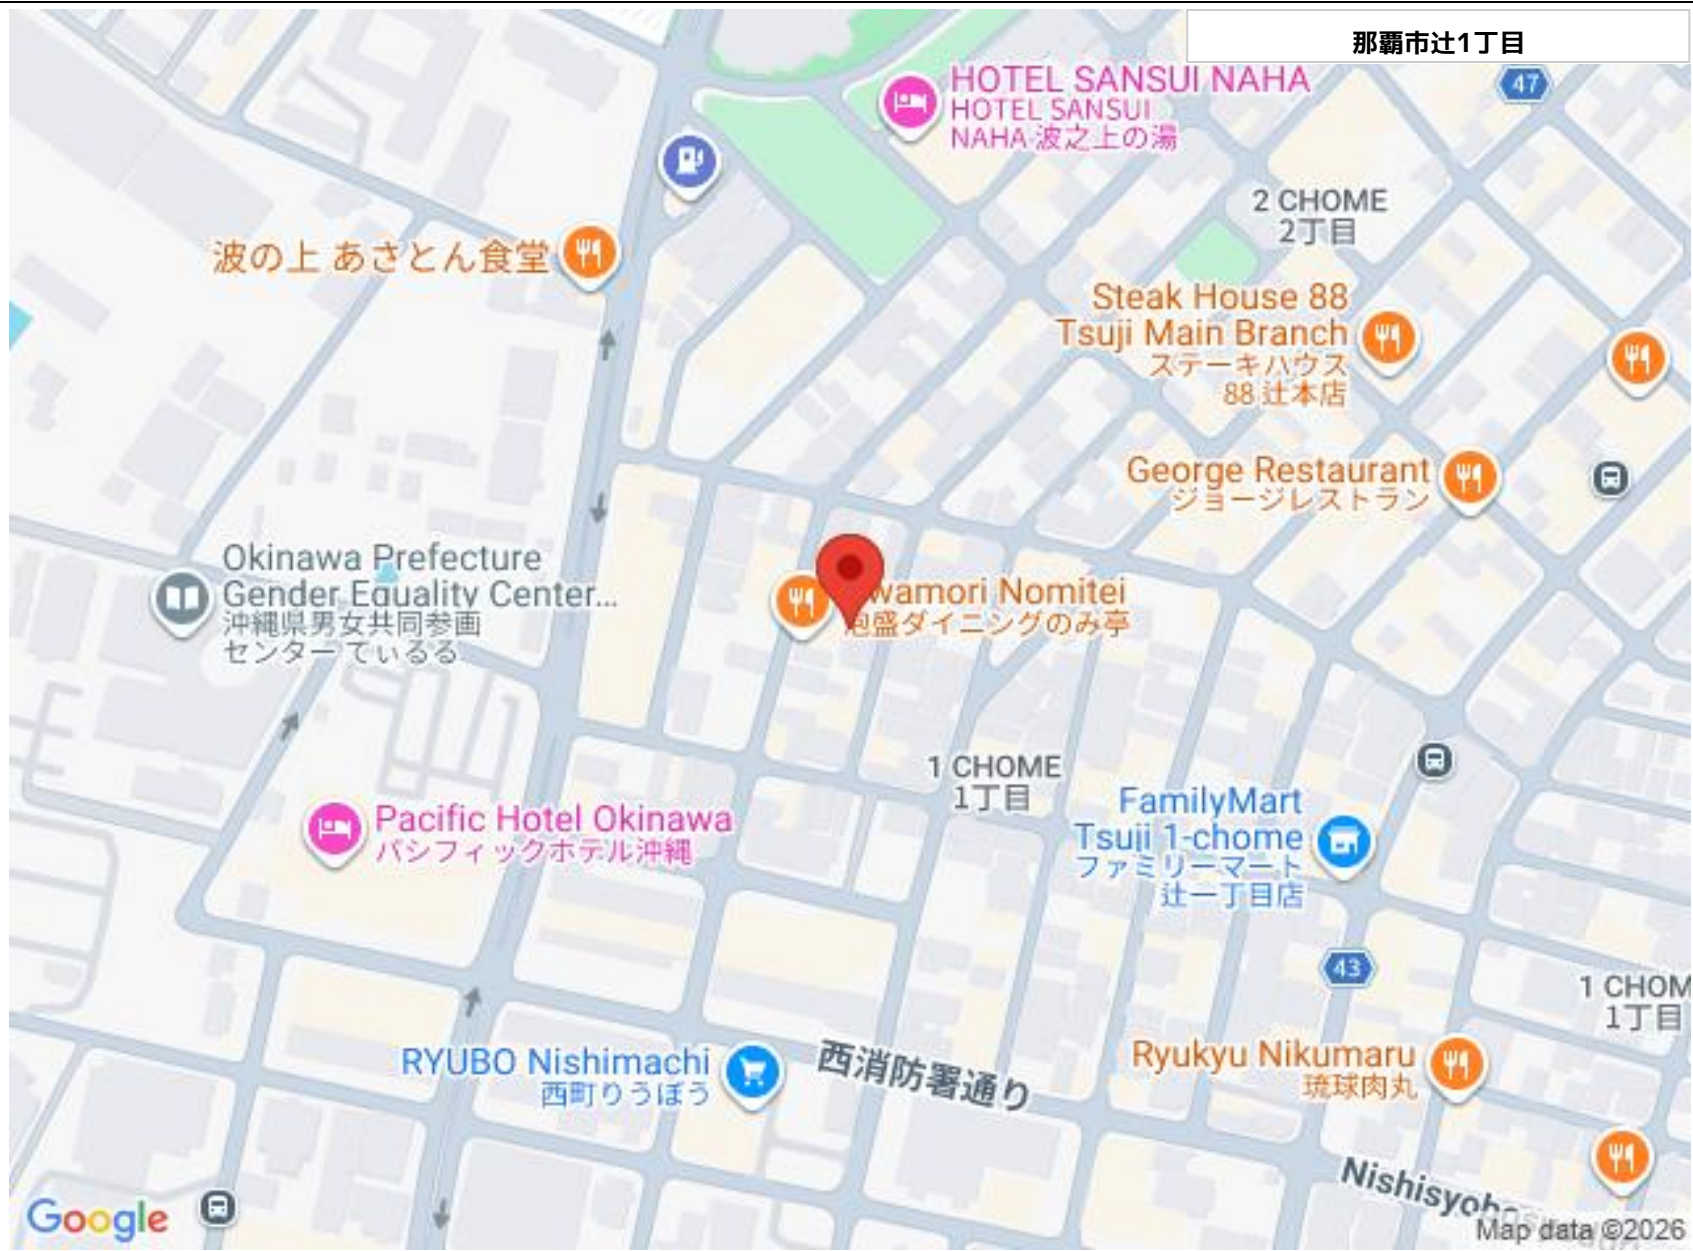 那覇市辻1丁目
47
HOTEL SANSUI NAHA
HOTEL SANSUI
NAHA 波之上の湯
2 CHOME
2丁目
波の上 あさとん食堂
Steak House 88
Tsuji Main Branch
ステーキハウス
88 辻本店
George Restaurant
ジョージレストラン
Okinawa Prefecture
Gender Equality Center...
沖縄県男女共同参画
センター てぃるる
wamori Nomitei
盛ダイニングのみ亭
1 CHOME
1丁目
Pacific Hotel Okinawa
パシフィックホテル沖縄
FamilyMart
Tsuji 1-chome
ファミリーマート
辻一丁目店
43
1 CHOM
1丁目
RYUBO Nishimachi
西町りうぼう
西消防署通り
Ryukyu Nikumaru
琉球肉丸
Google
Map data ©2026